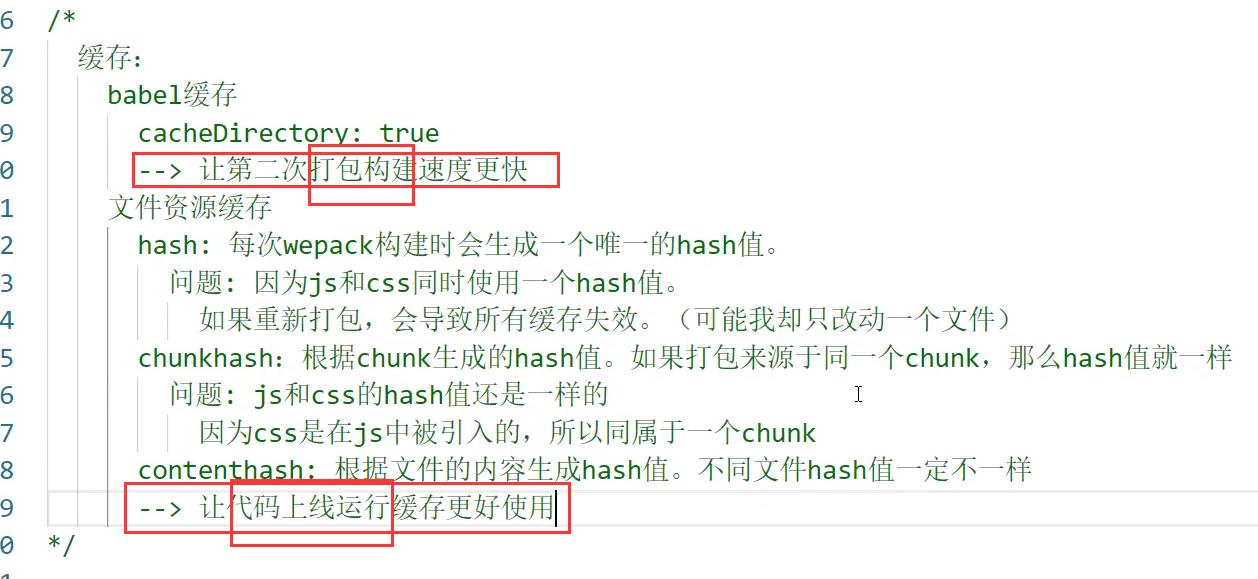 6 /*
7 缓存:
8 babel缓存
9 cacheDirectory: true
0 --> 让第二次打包构建速度更快
1 文件资源缓存
2 hash: 每次wepack构建时会生成一个唯一的hash值。
3 问题: 因为js和css同时使用一个hash值。
4 如果重新打包，会导致所有缓存失效。（可能我却只改动一个文件）
5 chunkhash: 根据chunk生成的hash值。如果打包来源于同一个chunk，那么hash值就一样
6 问题: js和css的hash值还是一样的
7 因为css是在js中被引入的，所以同属于一个chunk
8 contenthash: 根据文件的内容生成hash值。不同文件hash值一定不一样
9 --> 让代码上线运行缓存更好使用
0 */